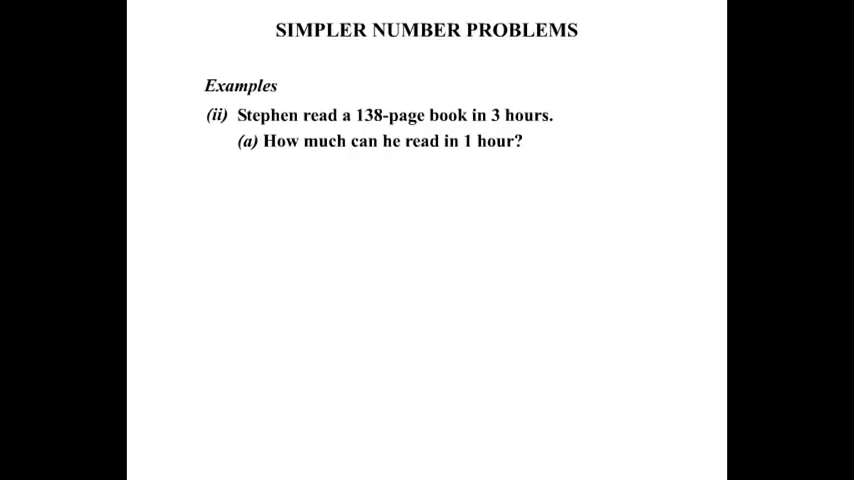 SIMPLER NUMBER PROBLEMS
Examples
(ii) Stephen read a 138-page book in 3 hours.
(a) How much can he read in 1 hour?